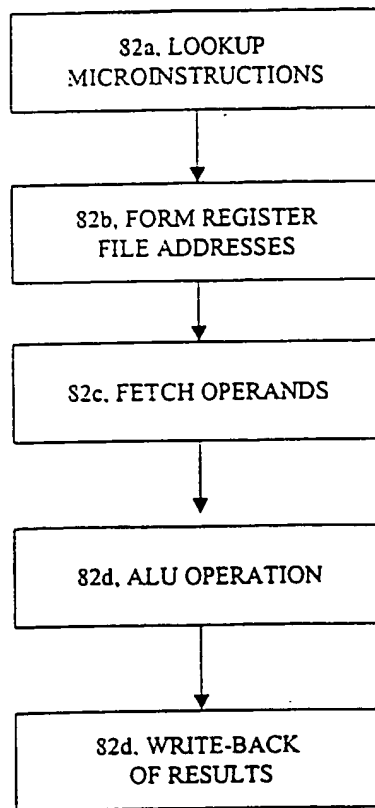 82a. LOOKUP
MICROINSTRUCTIONS
82b. FORM REGISTER
FILE ADDRESSES
82c. FETCH OPERANDS
82d. ALU OPERATION
82d. WRITE-BACK
OF RESULTS